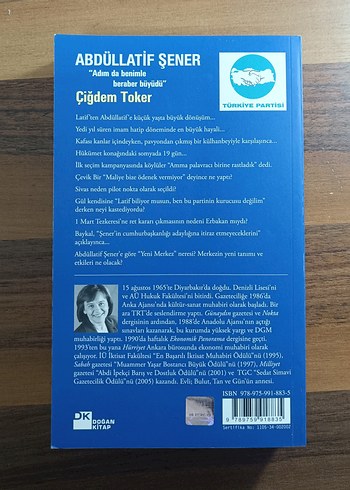 ABDÜLLATİF ŞENER
"Adım da benimle
beraber büyüdü"
Çiğdem Toker
TÜRKİYE PARTİSİ
Latif'ten Abdüllatif'e küçük yaşta büyük dönüşüm...
Yedi yıl süren imam hatip döneminde en büyük hayali...
Kafası kanlar içindeyken, pavyondan çıkmış bir külhanbeyiyle karşılaşınca...
Hükümet konağındaki somyada 19 gün...
İlk seçim kampanyasında köylüler "Amma palavracı birine rastladık" dedi.
Çevik Bir "Maliye bize ödenek vermiyor" deyince ne yaptı?
Sivas neden pilot nokta olarak seçildi?
Gül kendisine "Latif biliyor musun, ben bu partinin kurucusu değilim"
derken neyi kastediyordu?
1 Mart Tezkeresi'ne ret kararı çıkmasının nedeni Erbakan mıydı?
Baykal, "Şener'in cumhurbaşkanlığı adaylığına itiraz etmeyeceklerini"
açıklayınca...
Abdüllatif Şener'e göre "Yeni Merkez" neresi? Merkezin yeni tanımı ve
etkileri ne olacak?
15 ağustos 1965'te Diyarbakır'da doğdu. Denizli Lisesi'ni
ve AÜ Hukuk Fakültesi'ni bitirdi. Gazeteciliğe 1986'da
Anka Ajansı'nda kültür-sanat muhabiri olarak başladı. Bir
ara TRT'de seslendirme yaptı. Günaydın gazetesi ve Nokta
dergisinin ardından, 1988'de Anadolu Ajansı'nın açtığı
sınavları kazanarak, bu kurumda yüksek yargı ve DGM
muhabirliği yaptı. 1990'da haftalık Ekonomik Panorama dergisine geçti.
1993'ten bu yana Hürriyet Ankara bürosunda ekonomi muhabiri olarak
çalışıyor. İÜ İktisat Fakültesi "En Başarılı İktisat Muhabiri Ödülü"nü (1995),
Sabah gazetesi "Muammer Yaşar Bostancı Büyük Ödülü"nü (1997), Milliyet
gazetesi "Abdi İpekçi Barış ve Dostluk Ödülü"nü (2001) ve TGC "Sedat Simavi
Gazetecilik Ödülü"nü (2005) kazandı. Evli; Bulut, Tan ve Gün'ün annesi.
ISBN 978-975-991-883-5
DK
DOĞAN
KİTAP
9 789759 918835